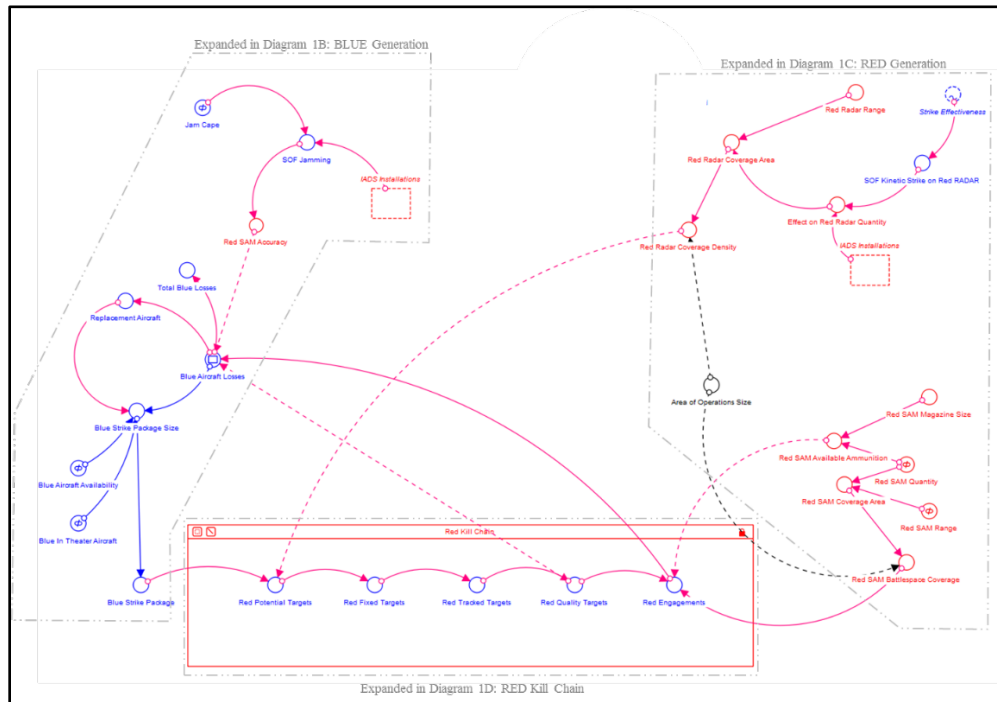 Expanded in Diagram 1B: BLUE Generation
Expanded in Diagram 1C: RED Generation
Jam Caps
SOF Jamming
IADS Installations
Red SAM Accuracy
Total Blue Losses
Replacement Aircraft
Blue Aircraft Losses
Blue Strike Package Size
Blue Aircraft Availability
Blue In Theater Aircraft
Red Radar Range
Strike Effectiveness
Red Radar Coverage Area
SOF Kinetic Strike on Red RADAR
Effect on Red Radar Quantity
Red Radar Coverage Density
IADS Installations
Area of Operations Size
Red SAM Magazine Size
Red SAM Available Ammunition
Red SAM Quantity
Red SAM Coverage Area
Red SAM Range
Red SAM Battlespace Coverage
Red Kill Chain
Blue Strike Package
Red Potential Targets
Red Fixed Targets
Red Tracked Targets
Red Quality Targets
Red Engagements
Expanded in Diagram 1D: RED Kill Chain